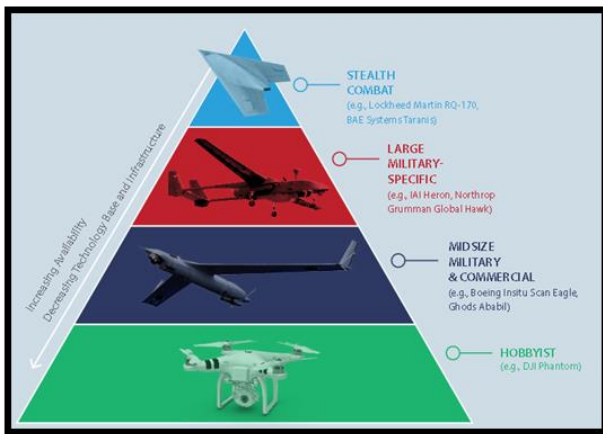 STEALTH
COMBAT
(e.g., Lockheed Martin RQ-170,
BAE Systems Taranis)
LARGE
MILITARY-
SPECIFIC
(e.g., IAI Heron, Northrop
Grumman Global Hawk)
MIDSIZE
MILITARY
& COMMERCIAL
(e.g., Boeing Insitu Scan Eagle,
Ghods Ababil)
HOBBYIST
(e.g., DJI Phantom)
Increasing Availability
Decreasing Technology Base and Infrastructure